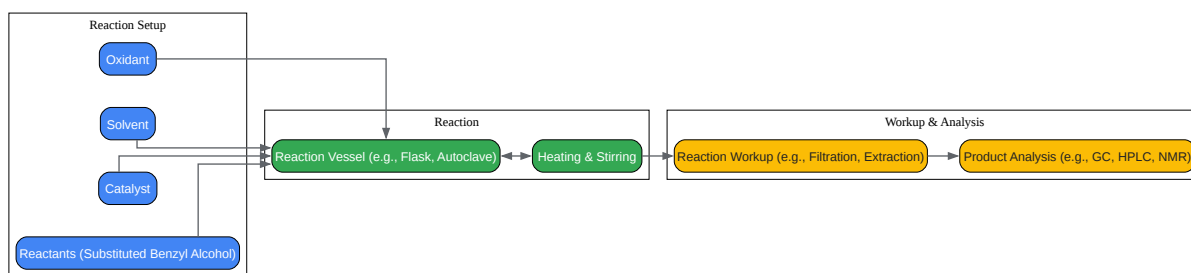 Reaction Setup
Oxidant
Solvent
Catalyst
Reactants (Substituted Benzyl Alcohol)
Reaction
Reaction Vessel (e.g., Flask, Autoclave)
Heating & Stirring
Workup & Analysis
Reaction Workup (e.g., Filtration, Extraction)
Product Analysis (e.g., GC, HPLC, NMR)